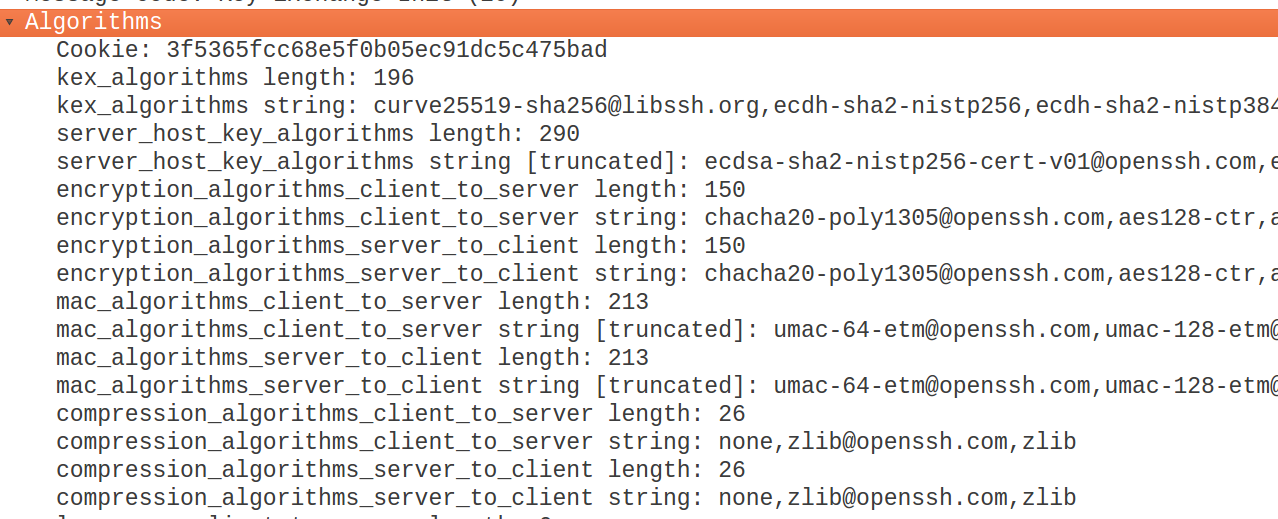 Algorithms
Cookie: 3f5365fcc68e5f0b05ec91dc5c475bad
kex_algorithms length: 196
kex_algorithms string: curve25519-sha256@libssh.org,ecdh-sha2-nistp256,ecdh-sha2-nistp384
server_host_key_algorithms length: 290
server_host_key_algorithms string [truncated]: ecdsa-sha2-nistp256-cert-v01@openssh.com,e
encryption_algorithms_client_to_server length: 150
encryption_algorithms_client_to_server string: chacha20-poly1305@openssh.com,aes128-ctr,a
encryption_algorithms_server_to_client length: 150
encryption_algorithms_server_to_client string: chacha20-poly1305@openssh.com,aes128-ctr,a
mac_algorithms_client_to_server length: 213
mac_algorithms_client_to_server string [truncated]: umac-64-etm@openssh.com,umac-128-etm@
mac_algorithms_server_to_client length: 213
mac_algorithms_server_to_client string [truncated]: umac-64-etm@openssh.com,umac-128-etm@
compression_algorithms_client_to_server length: 26
compression_algorithms_client_to_server string: none,zlib@openssh.com,zlib
compression_algorithms_server_to_client length: 26
compression_algorithms_server_to_client string: none,zlib@openssh.com,zlib